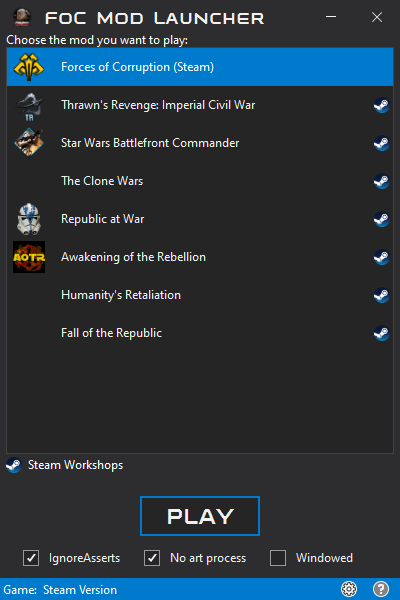 FoC Mod Launcher
Choose the mod you want to play:
Forces of Corruption (Steam)
TR
Thrawn's Revenge: Imperial Civil War
Star Wars Battlefront Commander
The Clone Wars
Republic at War
AOTR
Awakening of the Rebellion
Humanity's Retaliation
Fall of the Republic
Steam Workshops
PLAY
IgnoreAsserts No art process Windowed
Game: Steam Version ?